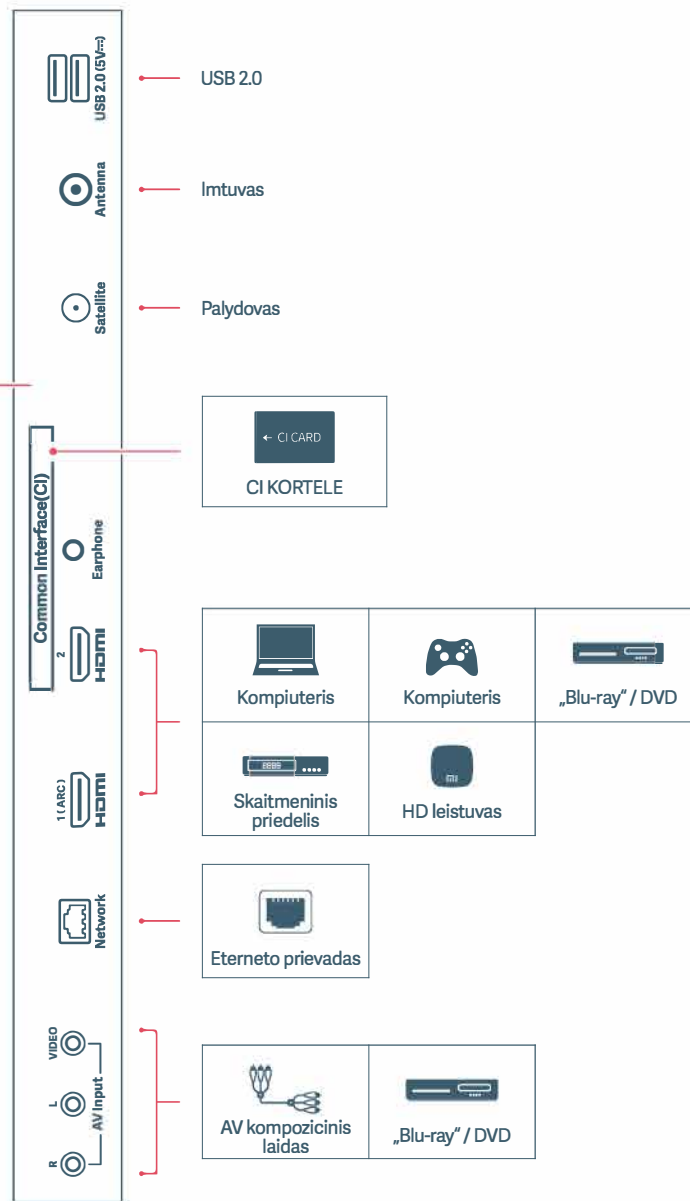 USB 2.0 (5V⎓)
USB 2.0
Antenna
Imtuvas
Satellite
Palydovas
Common Interface(CI)
← CI CARD
CI KORTELE
Earphone
2
HDMI
1 (ARC)
HDMI
Kompiuteris
Kompiuteris
„Blu-ray“ / DVD
8885
Skaitmeninis
priedelis
HD leistuvas
Network
Eterneto prievadas
VIDEO
L
R
AV Input
AV kompozicinis
laidas
„Blu-ray“ / DVD